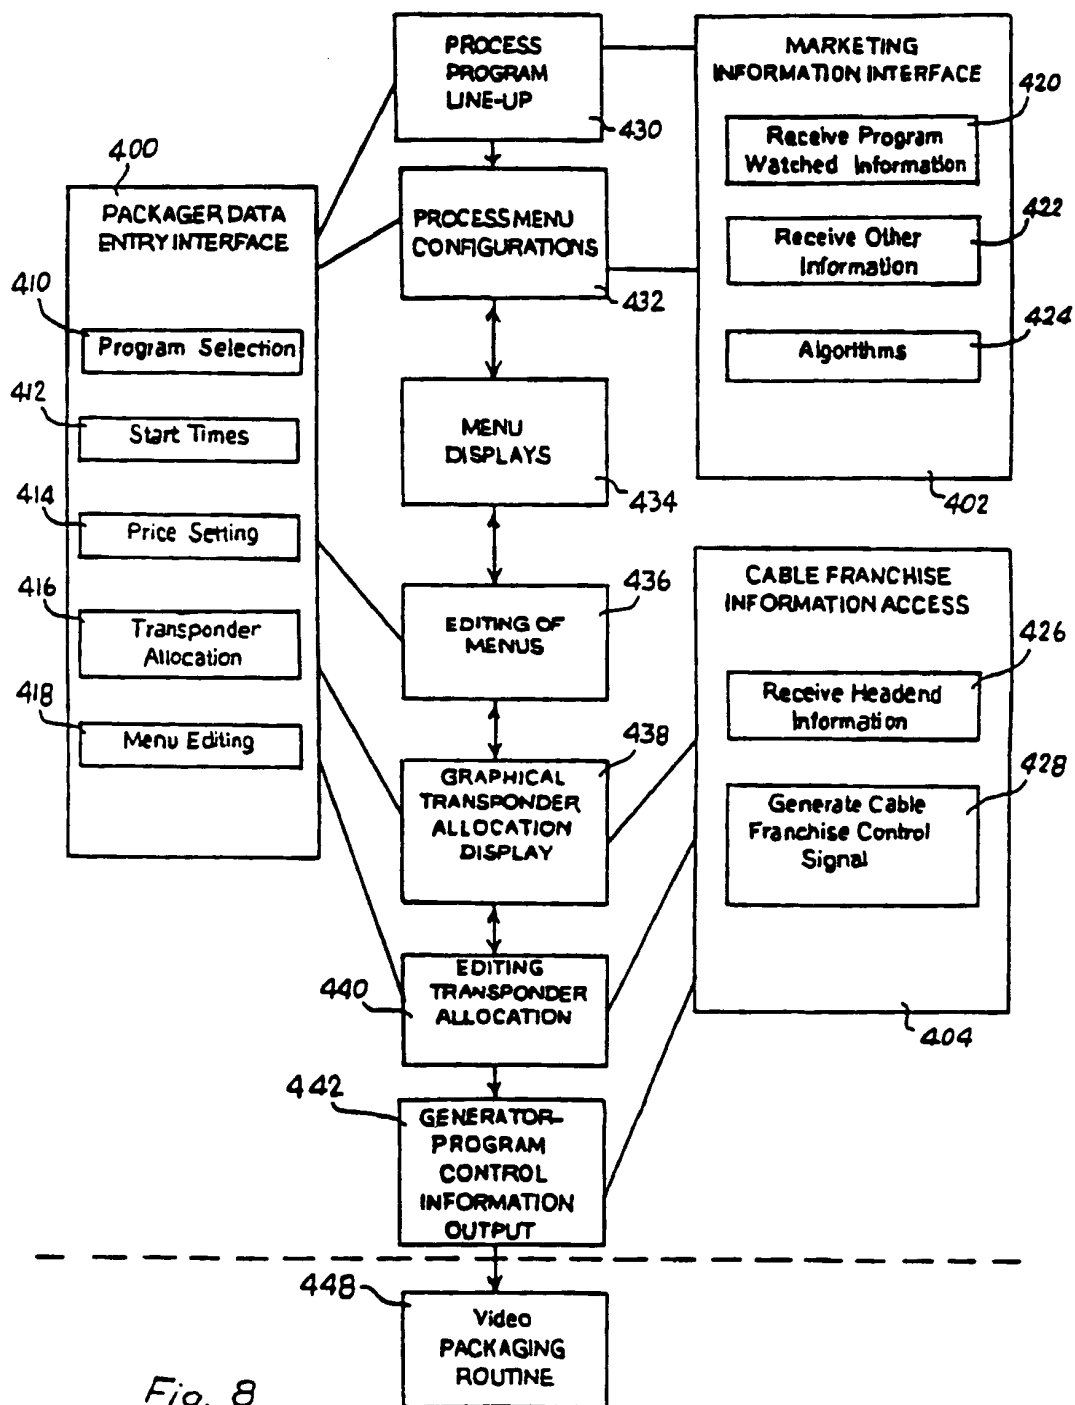 PROCESS
PROGRAM
LINE-UP
430
MARKETING
INFORMATION INTERFACE
420
Receive Program
Watched Information
422
Receive Other
Information
424
Algorithms
402
400
PACKAGER DATA
ENTRY INTERFACE
410
Program Selection
412
Start Times
414
Price Setting
416
Transponder
Allocation
418
Menu Editing
PROCESS MENU
CONFIGURATIONS
432
MENU
DISPLAYS
434
436
EDITING OF
MENUS
438
GRAPHICAL
TRANSPONDER
ALLOCATION
DISPLAY
CABLE FRANCHISE
INFORMATION ACCESS
426
Receive Headend
Information
428
Generate Cable
Franchise Control
Signal
404
440
EDITING
TRANSPONDER
ALLOCATION
442
GENERATOR-
PROGRAM
CONTROL
INFORMATION
OUTPUT
448
Video
PACKAGING
ROUTINE
Fig. 8